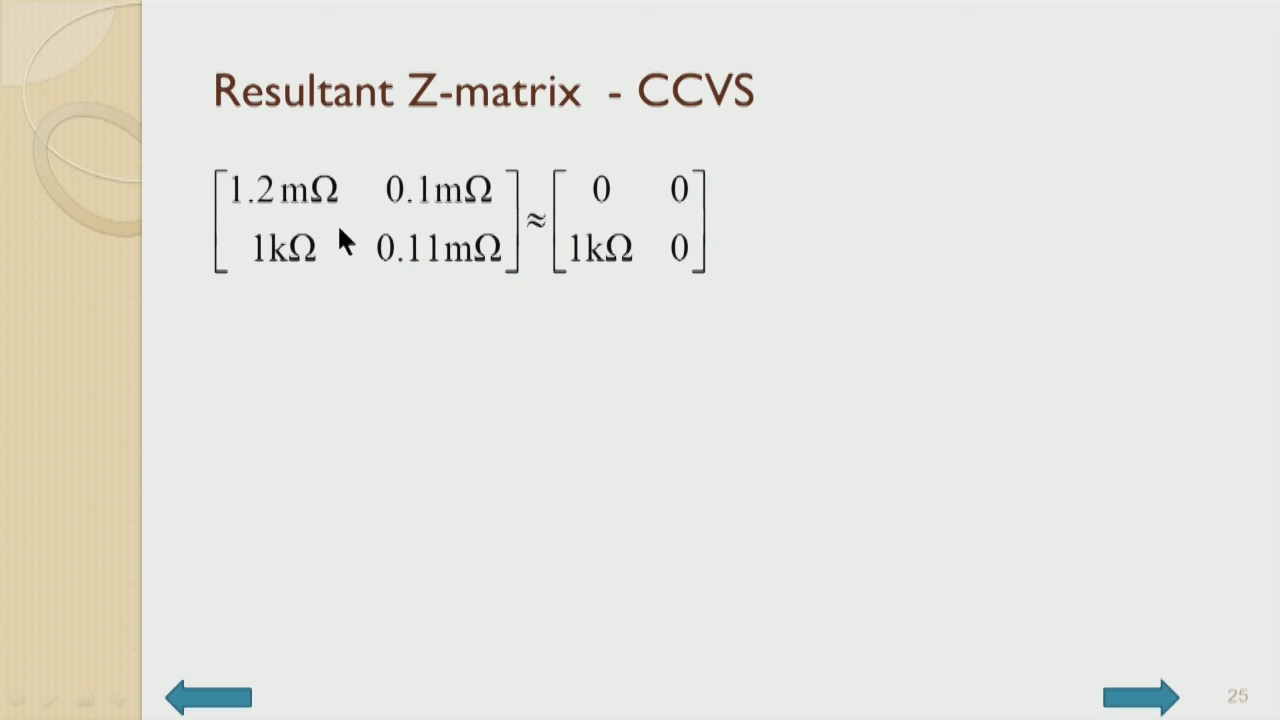 Resultant Z-matrix - CCVS
[1.2 mΩ 0.1mΩ] ≈ [0 0]
[1kΩ 0.11mΩ] [1kΩ 0]
25